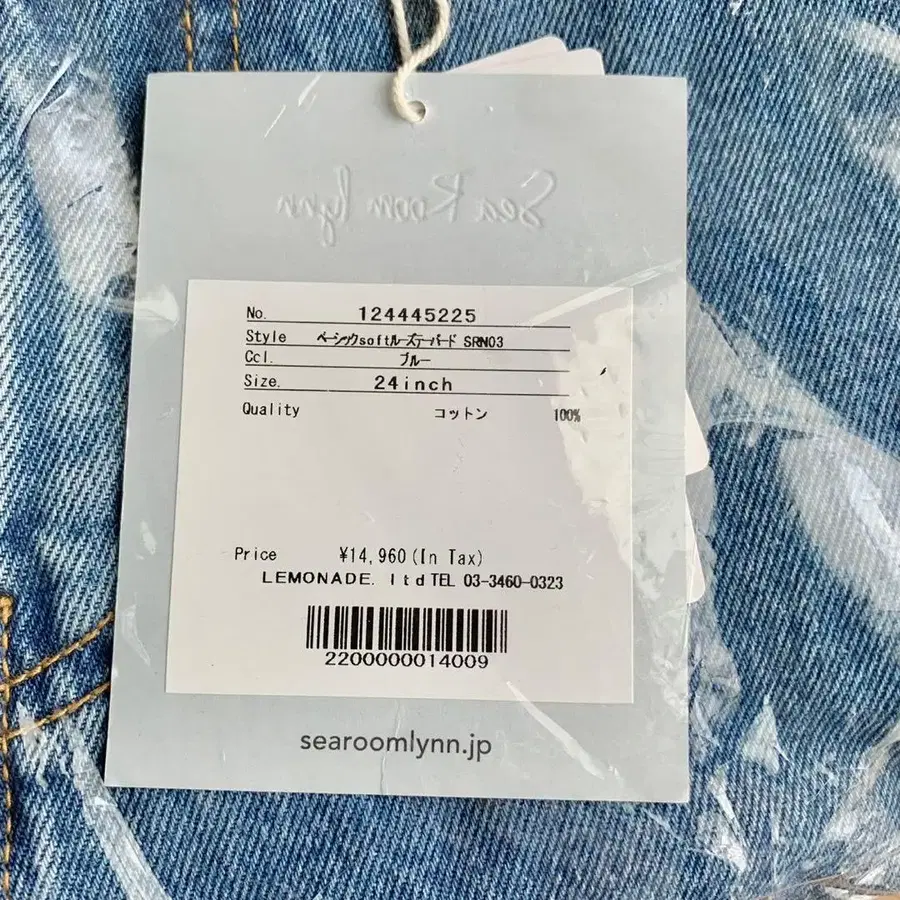 Sea Room lynn
No. 124445225
Style ベーシックsoftルーズテーパード SRN03
Ccl. ブルー
Size. 24inch
Quality コットン 100%
Price ¥14,960(In Tax)
LEMONADE. ltd TEL 03-3460-0323
2200000014009
searoomlynn.jp